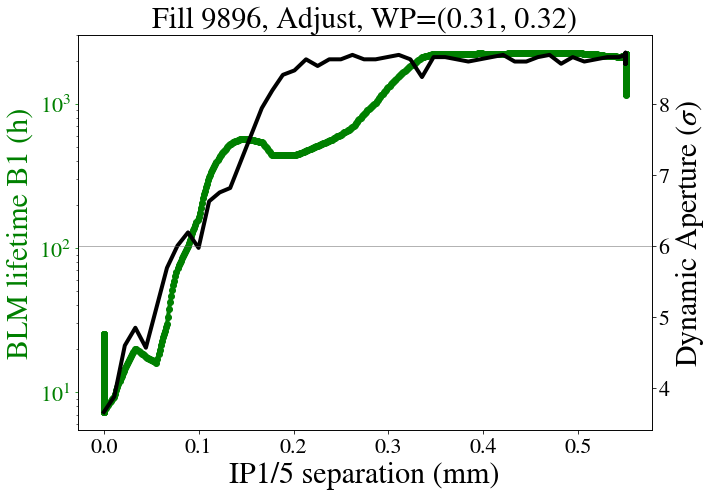 Fill 9896, Adjust, WP=(0.31, 0.32)
BLM lifetime B1 (h)
10³
10²
10¹
8
7
6
5
4
Dynamic Aperture (σ)
0.0 0.1 0.2 0.3 0.4 0.5
IP1/5 separation (mm)